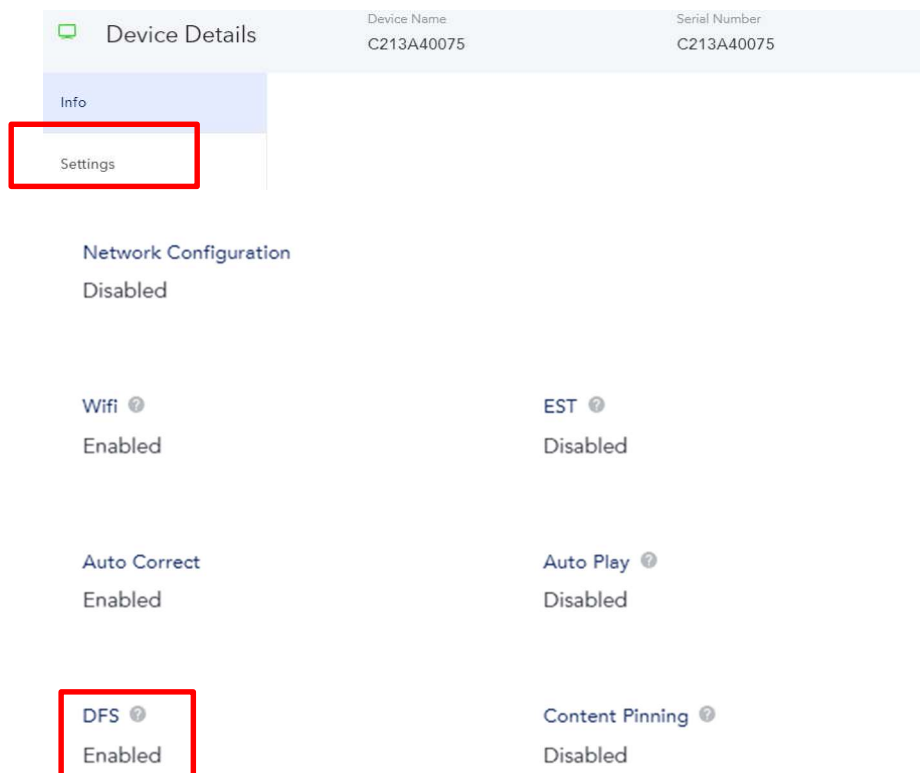 Device Details
Device Name
C213A40075
Serial Number
C213A40075
Info
Settings
Network Configuration
Disabled
Wifi ?
Enabled
EST ?
Disabled
Auto Correct
Enabled
Auto Play ?
Disabled
DFS ?
Enabled
Content Pinning ?
Disabled